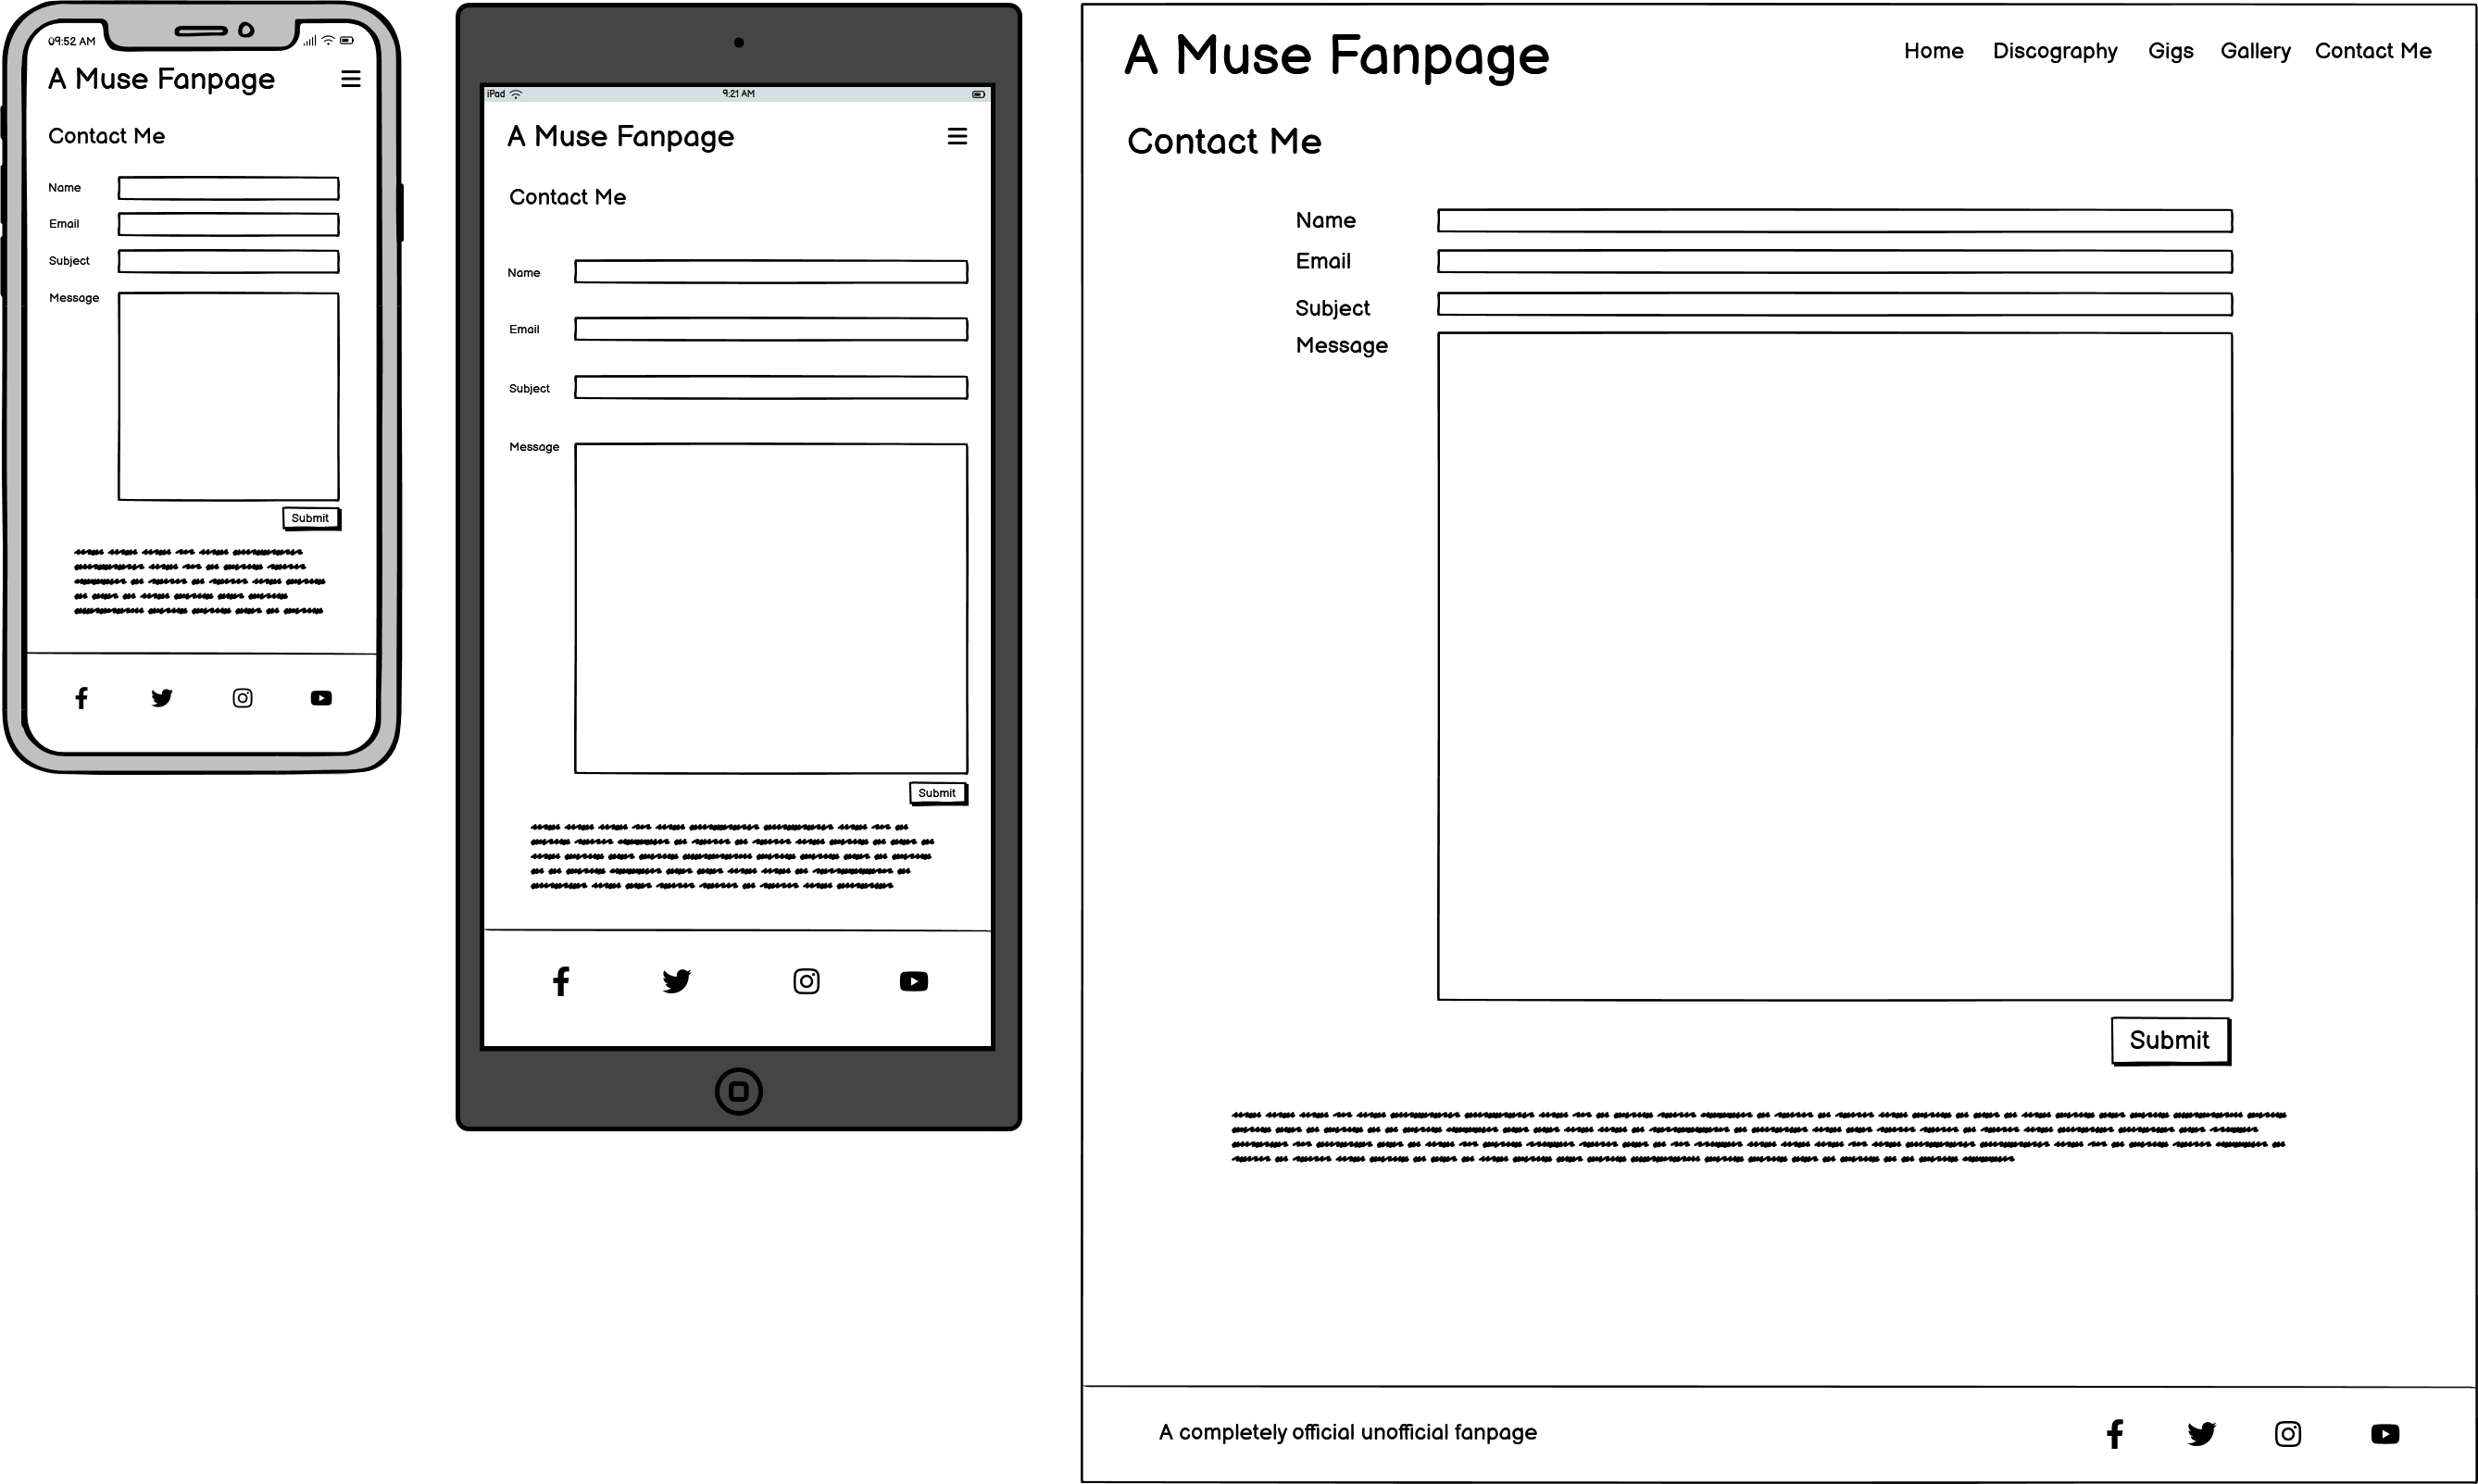 09:52 AM
A Muse Fanpage
Contact Me
Name
Email
Subject
Message
Submit
iPad
9:21 AM
A Muse Fanpage
Contact Me
Name
Email
Subject
Message
Submit
A Muse Fanpage
Home Discography Gigs Gallery Contact Me
Contact Me
Name
Email
Subject
Message
Submit
A completely official unofficial fanpage